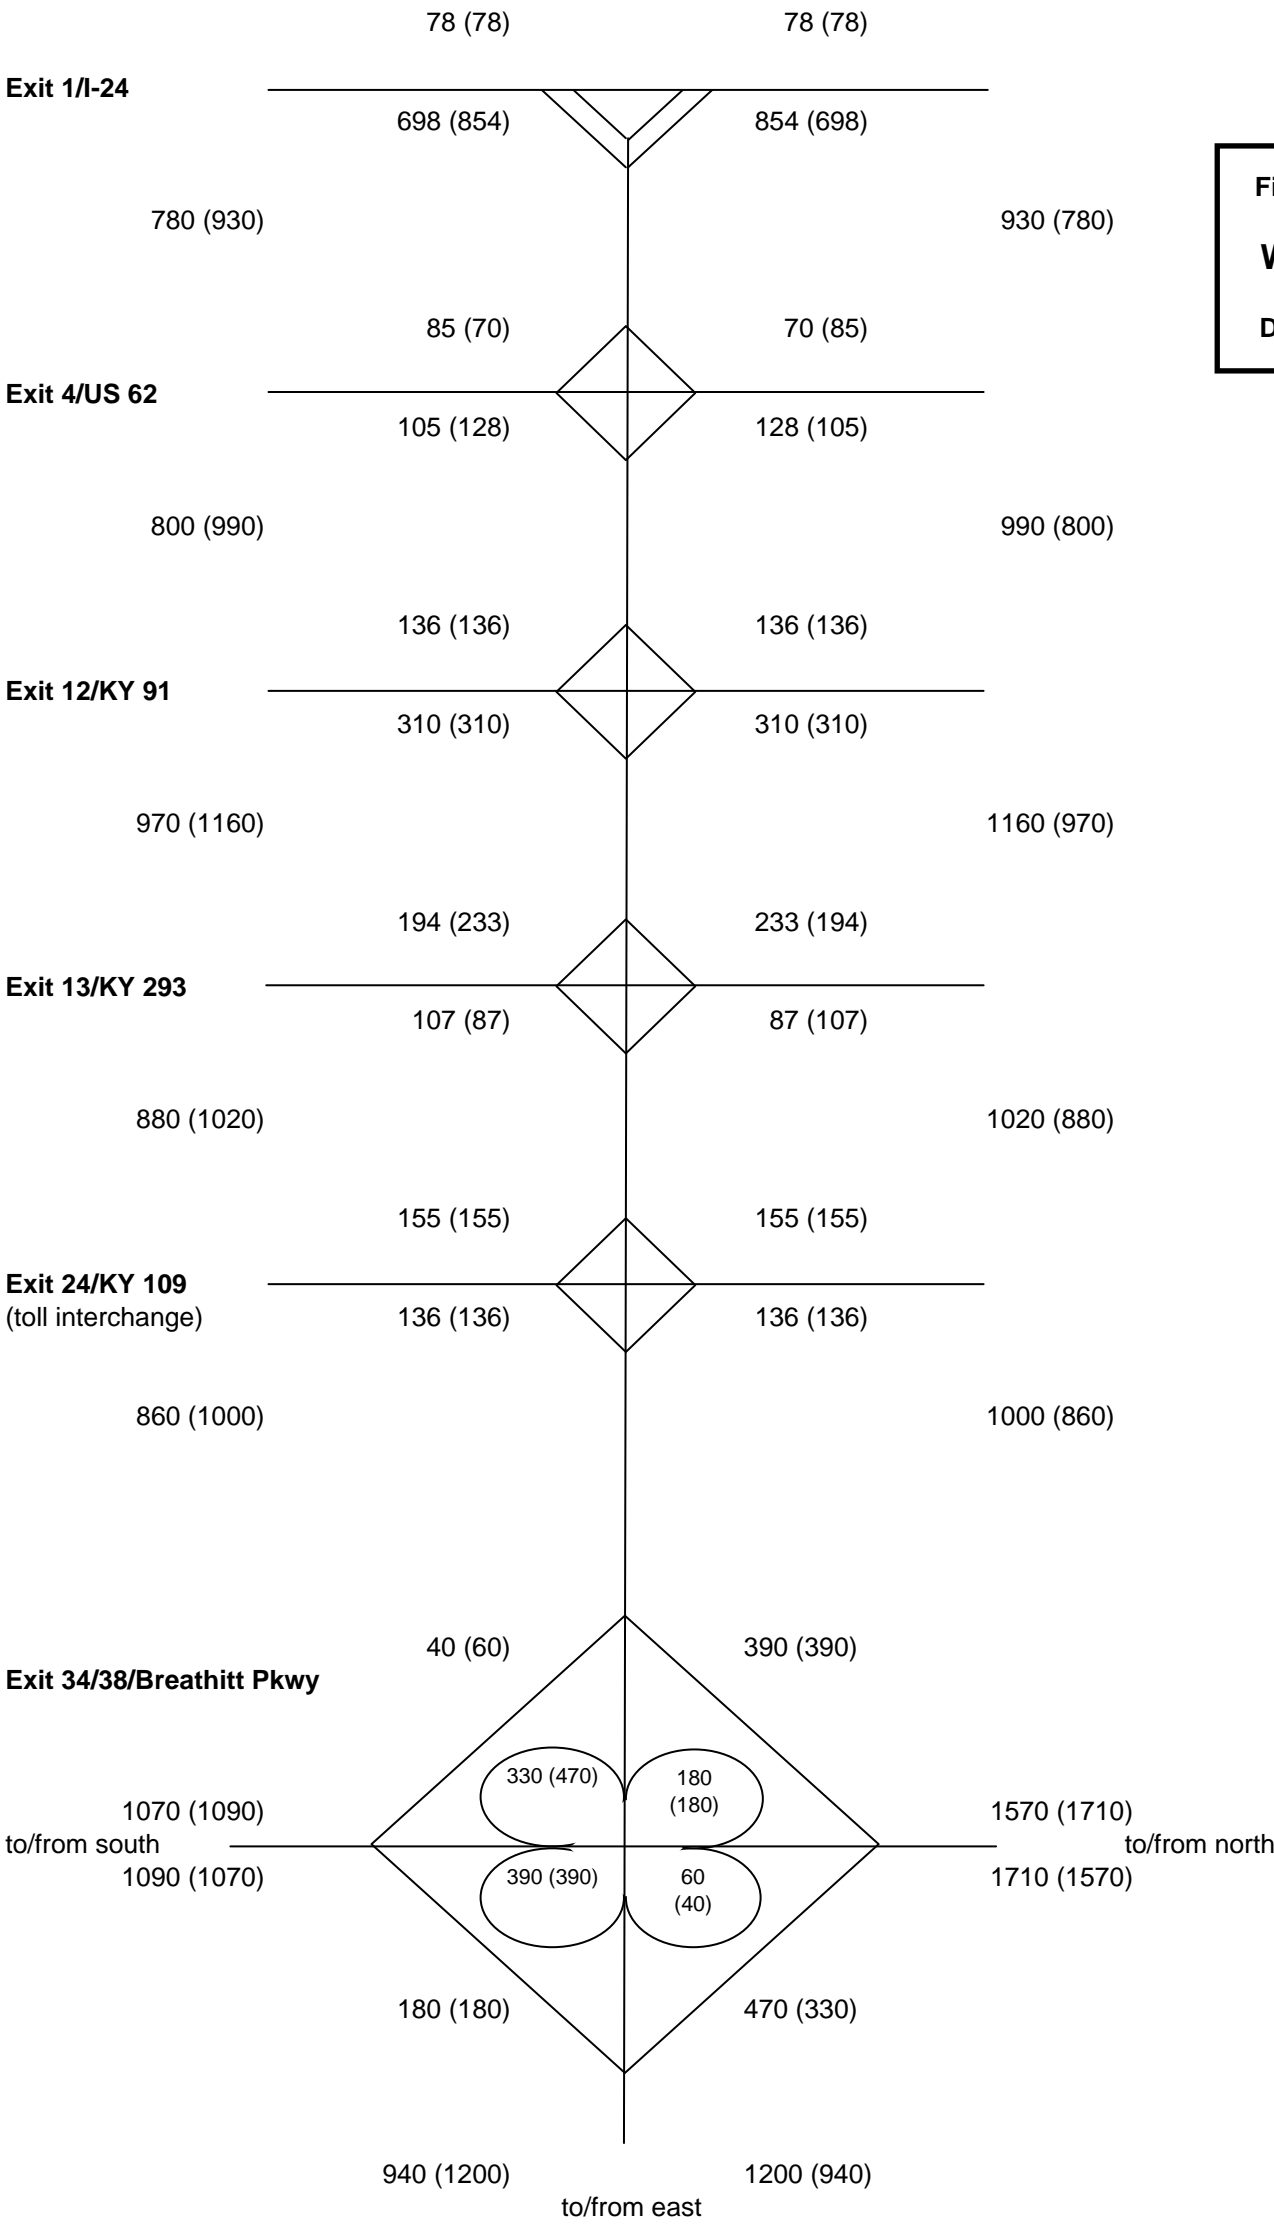 78 (78) 78 (78)
Exit 1/I-24
698 (854) 854 (698)
780 (930) 930 (780)
85 (70) 70 (85)
Exit 4/US 62
105 (128) 128 (105)
800 (990) 990 (800)
136 (136) 136 (136)
Exit 12/KY 91
310 (310) 310 (310)
970 (1160) 1160 (970)
194 (233) 233 (194)
Exit 13/KY 293
107 (87) 87 (107)
880 (1020) 1020 (880)
155 (155) 155 (155)
Exit 24/KY 109
(toll interchange) 136 (136) 136 (136)
860 (1000) 1000 (860)
40 (60) 390 (390)
Exit 34/38/Breathitt Pkwy
330 (470) 180
(180)
1070 (1090) 1570 (1710)
to/from south to/from north
1090 (1070) 1710 (1570)
390 (390) 60
(40)
180 (180) 470 (330)
940 (1200) 1200 (940)
to/from east